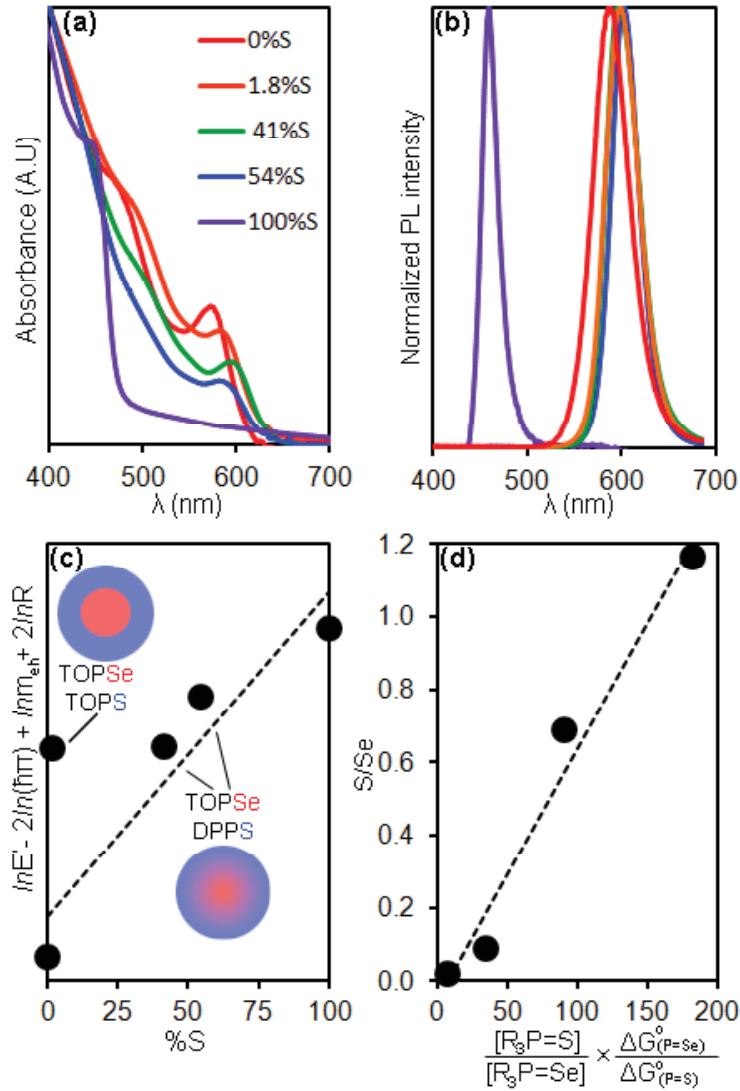 (a)
0%S
1.8%S
41%S
54%S
100%S
Absorbance (A.U)
400 500 600 700
λ (nm)
(b)
Normalized PL intensity
400 500 600 700
λ (nm)
(c)
TOPSe
TOPS
TOPSe
DPPS
lnE'- 2ln(ħπ) + lnm_eh + 2lnR
0 25 50 75 100
%S
(d)
1.2
1.0
0.8
0.6
0.4
0.2
0.0
S/Se
0 50 100 150 200
[R₃P=S] / [R₃P=Se] × ΔG°(P=Se) / ΔG°(P=S)